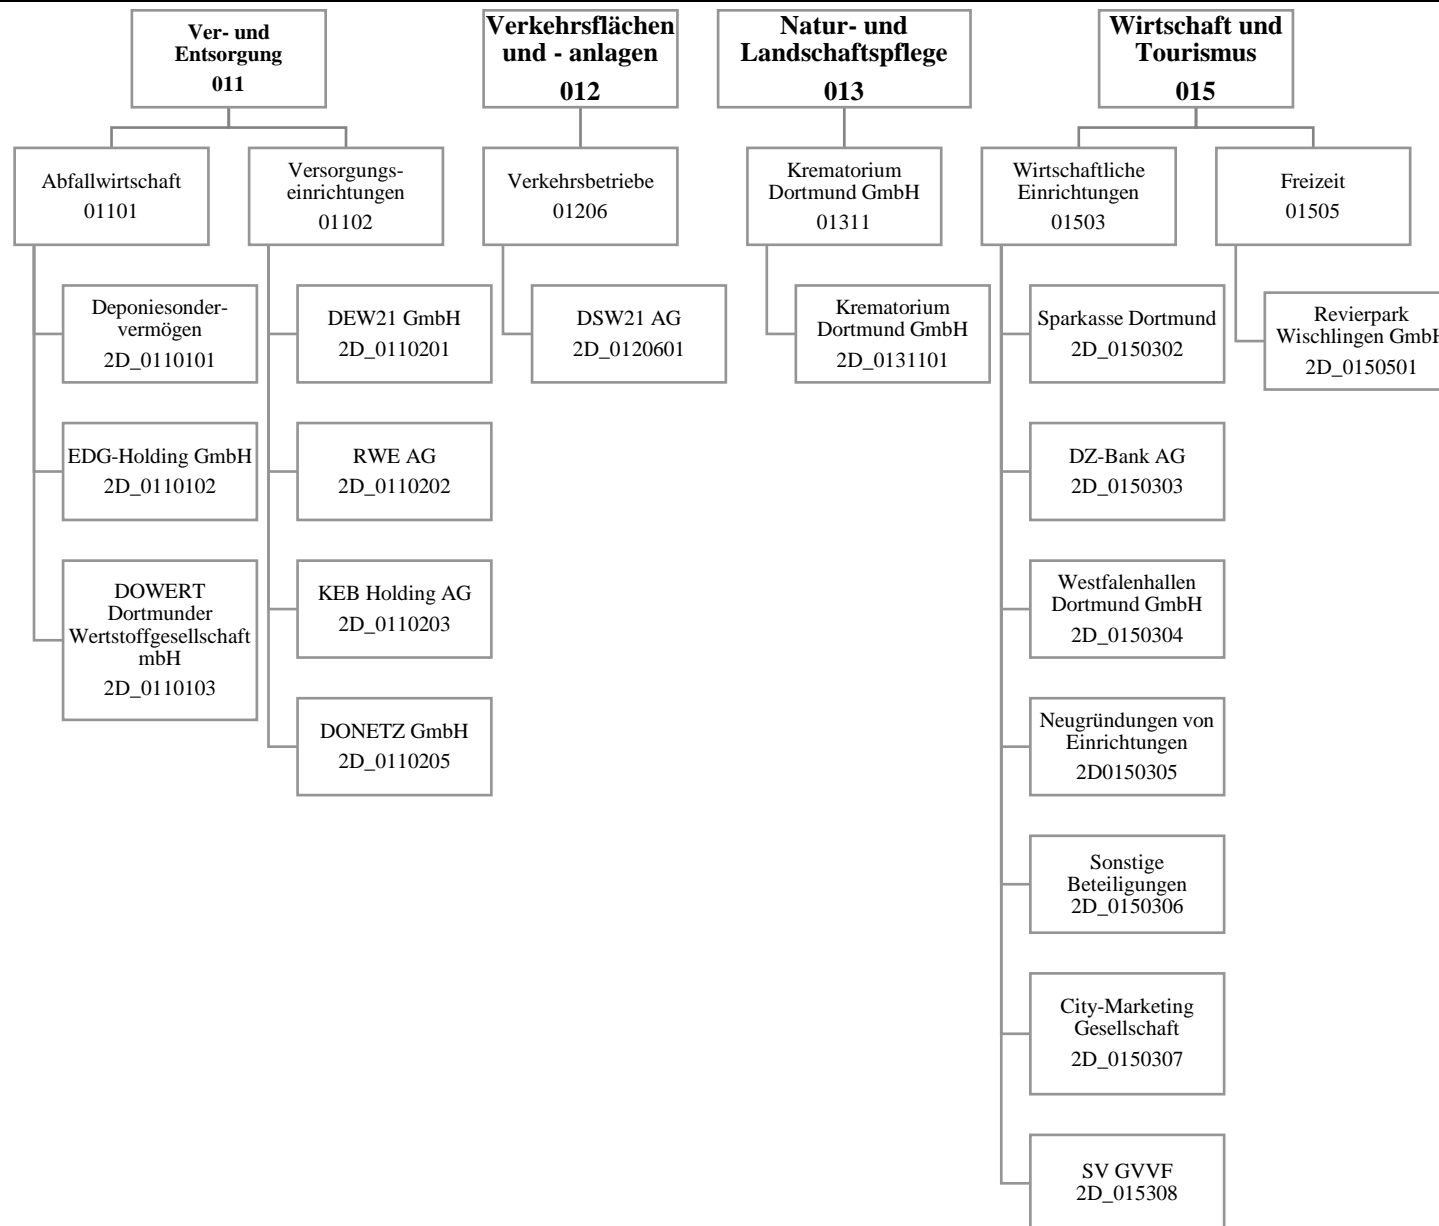 Ver- und
Entsorgung
011
Verkehrsflächen
und - anlagen
012
Natur- und
Landschaftspflege
013
Wirtschaft und
Tourismus
015
Abfallwirtschaft
01101
Versorgungs-
einrichtungen
01102
Verkehrsbetriebe
01206
Krematorium
Dortmund GmbH
01311
Wirtschaftliche
Einrichtungen
01503
Freizeit
01505
Deponiesonder-
vermögen
2D_0110101
DEW21 GmbH
2D_0110201
DSW21 AG
2D_0120601
Krematorium
Dortmund GmbH
2D_0131101
Sparkasse Dortmund
2D_0150302
Revierpark
Wischlingen GmbH
2D_0150501
EDG-Holding GmbH
2D_0110102
RWE AG
2D_0110202
DZ-Bank AG
2D_0150303
DOWERT
Dortmunder
Wertstoffgesellschaft
mbH
2D_0110103
KEB Holding AG
2D_0110203
Westfalenhallen
Dortmund GmbH
2D_0150304
DONETZ GmbH
2D_0110205
Neugründungen von
Einrichtungen
2D0150305
Sonstige
Beteiligungen
2D_0150306
City-Marketing
Gesellschaft
2D_0150307
SV GVVF
2D_015308